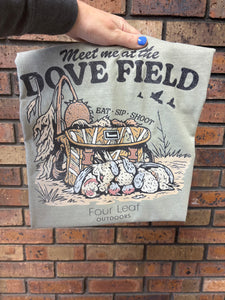 Meet me at the
DOVE FIELD
EAT · SIP · SHOOT
Four Leaf
OUTDOORS